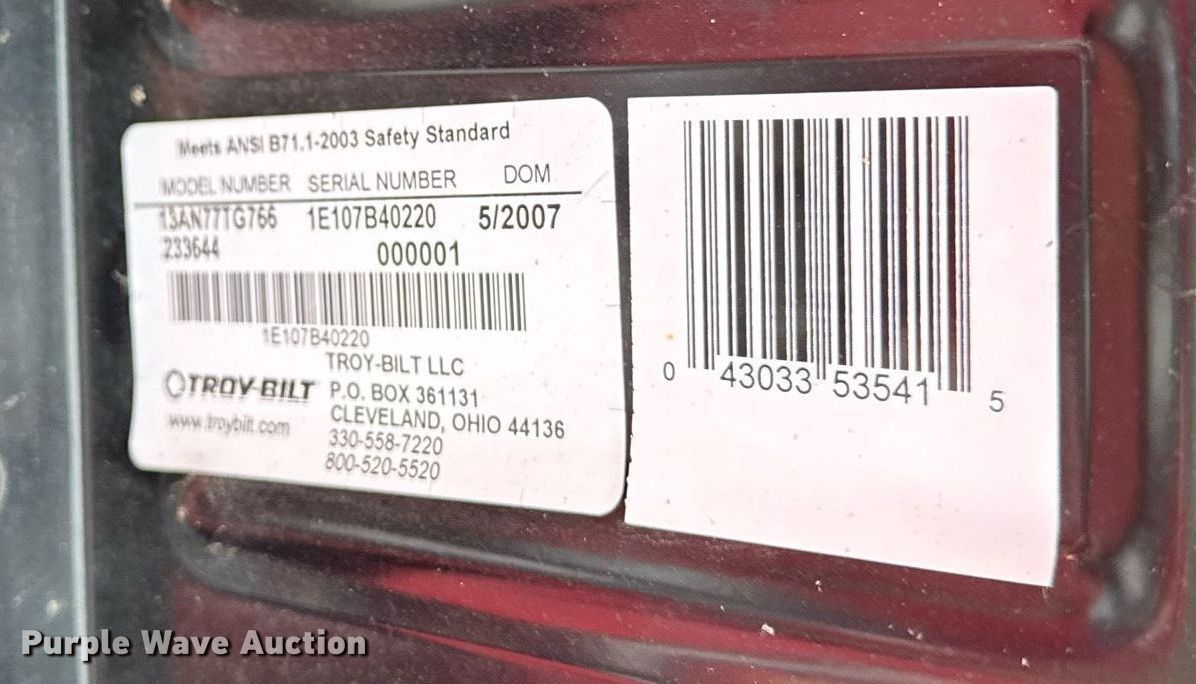 Meets ANSI B71.1-2003 Safety Standard
MODEL NUMBER SERIAL NUMBER DOM
13AN77TG766 1E107B40220 5/2007
233644 000001
1E107B40220
TROY-BILT
www.troybilt.com
TROY-BILT LLC
P.O. BOX 361131
CLEVELAND, OHIO 44136
330-558-7220
800-520-5520
0 43033 53541 5
Purple Wave Auction